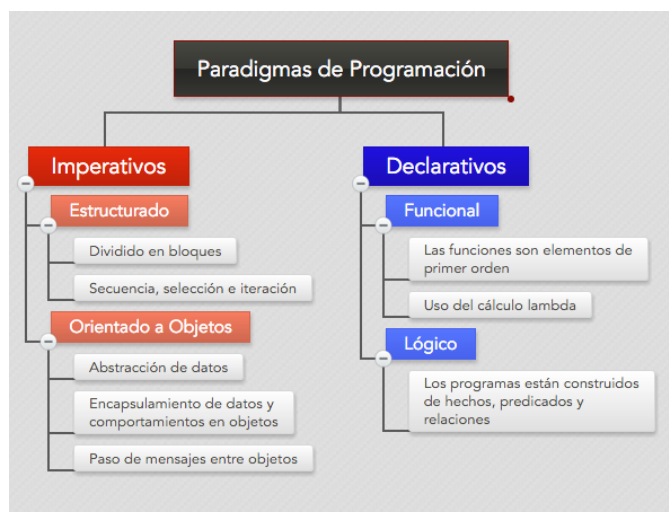 Paradigmas de Programación
Imperativos
Estructurado
Dividido en bloques
Secuencia, selección e iteración
Orientado a Objetos
Abstracción de datos
Encapsulamiento de datos y
comportamientos en objetos
Paso de mensajes entre objetos
Declarativos
Funcional
Las funciones son elementos de
primer orden
Uso del cálculo lambda
Lógico
Los programas están construidos
de hechos, predicados y
relaciones